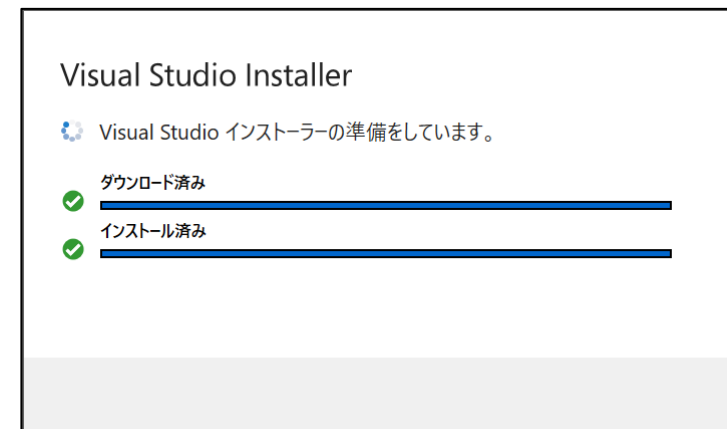 Visual Studio Installer
Visual Studio インストーラーの準備をしています。
ダウンロード済み
インストール済み